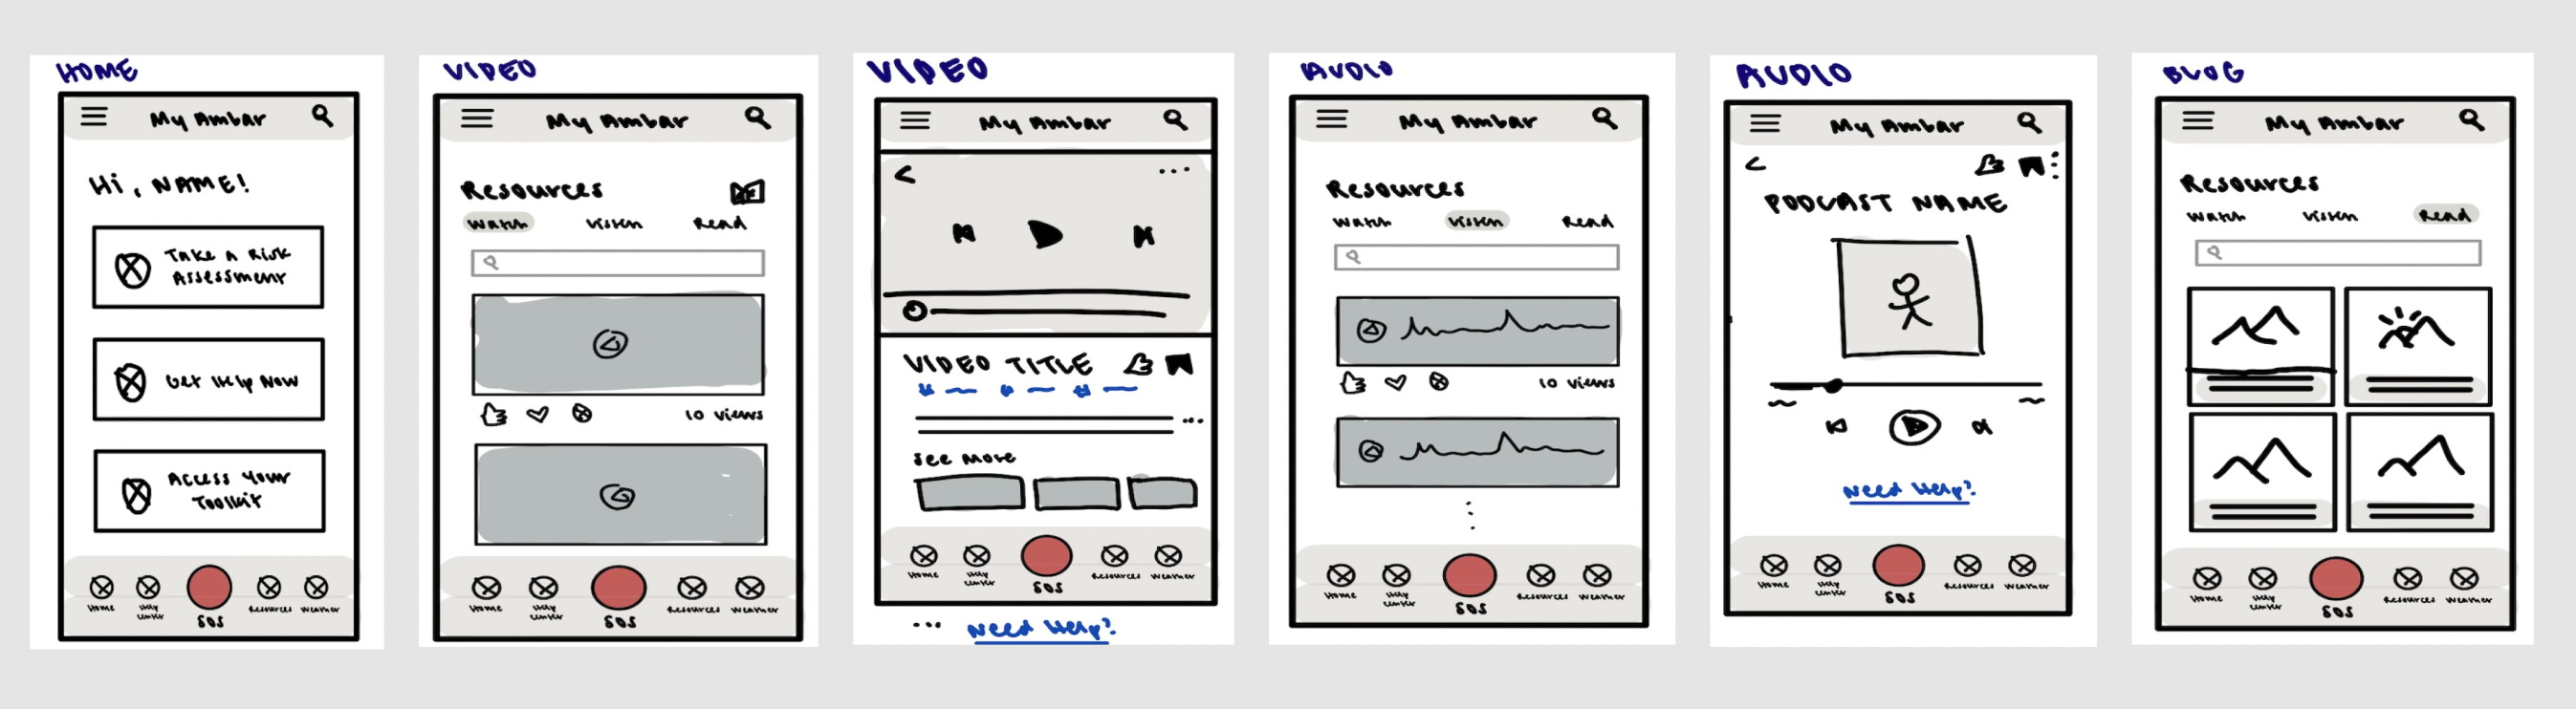 HOME
My Ambar
Hi, NAME!
Take a Risk
Assessment
Get Help Now
Access Your
Toolkit
Home
Help
Center
SOS
Resources
Weather
VIDEO
My Ambar
Resources
Watch
Listen
Read
10 views
Home
Help
Center
SOS
Resources
Weather
VIDEO
My Ambar
VIDEO TITLE
See More
Home
Help
Center
SOS
Resources
Weather
Need Help?
AUDIO
My Ambar
Resources
Watch
Listen
Read
10 views
Home
Help
Center
SOS
Resources
Weather
AUDIO
My Ambar
PODCAST NAME
Need Help?
Home
Help
Center
SOS
Resources
Weather
BLOG
My Ambar
Resources
Watch
Listen
Read
Home
Help
Center
SOS
Resources
Weather